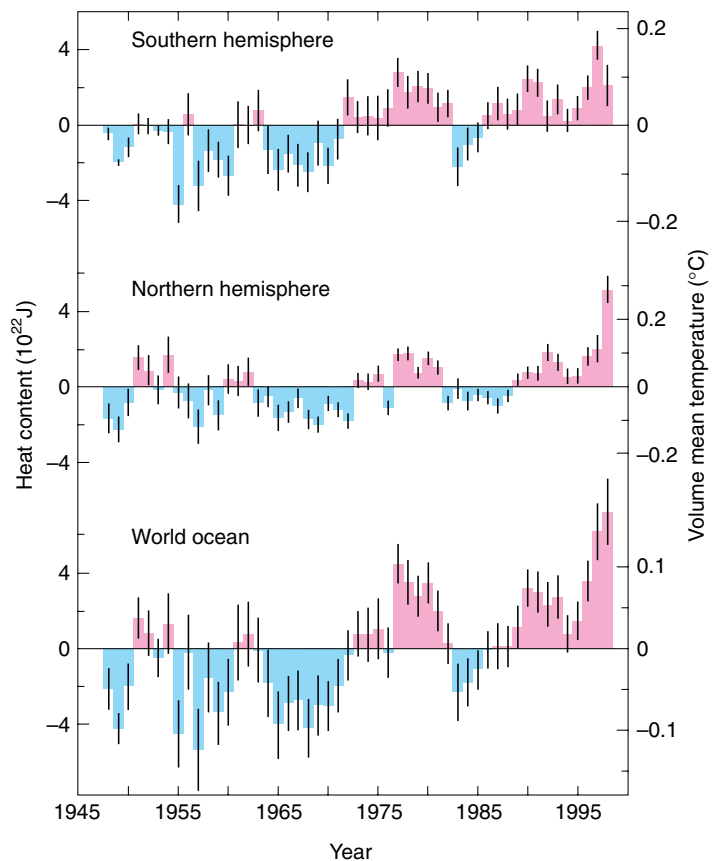 Southern hemisphere
4
0
−4
0.2
0
−0.2
Northern hemisphere
4
0
−4
0.2
0
−0.2
World ocean
4
0
−4
0.1
0
−0.1
Heat content (10²²J)
Volume mean temperature (°C)
1945 1955 1965 1975 1985 1995
Year